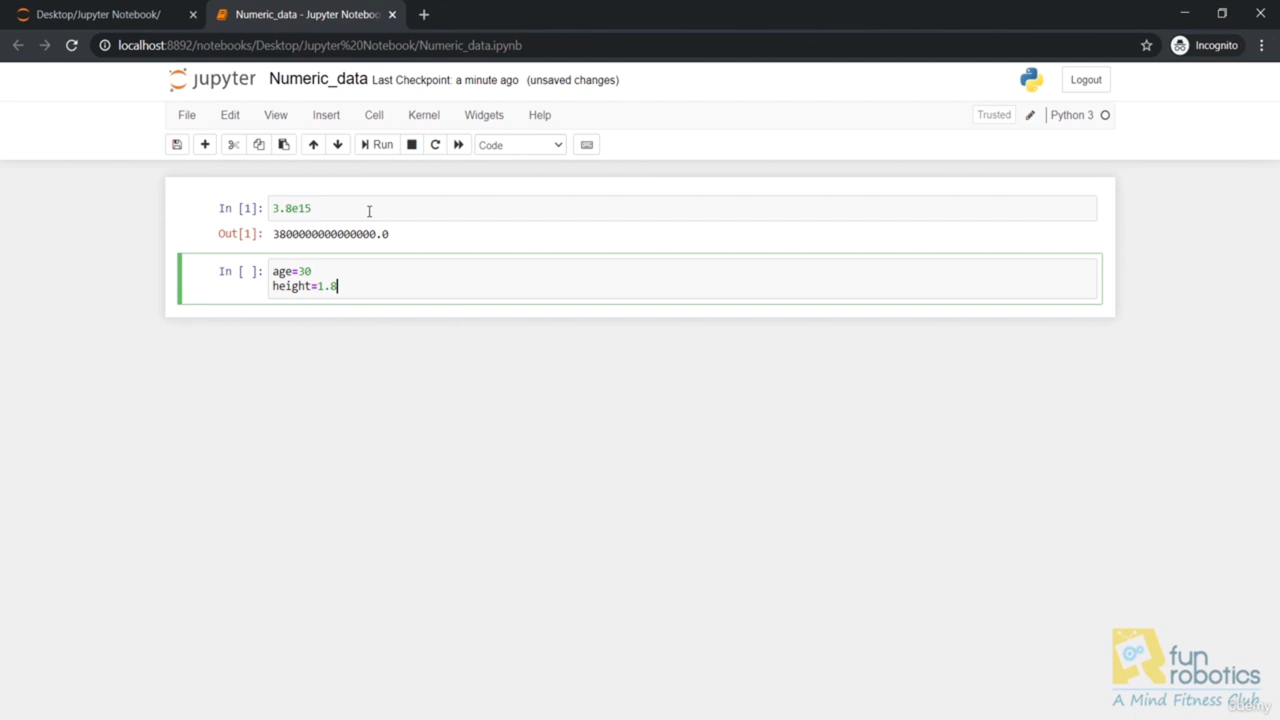 Desktop/Jupyter Notebook/
Numeric_data - Jupyter Noteboo
localhost:8892/notebooks/Desktop/Jupyter%20Notebook/Numeric_data.ipynb
Incognito
jupyter Numeric_data Last Checkpoint: a minute ago (unsaved changes)
Logout
File Edit View Insert Cell Kernel Widgets Help
Trusted
Python 3
Run
Code
In [1]: 3.8e15
Out[1]: 3800000000000000.0
In [ ]: age=30
height=1.8
fun
robotics
A Mind Fitness Club
Udemy